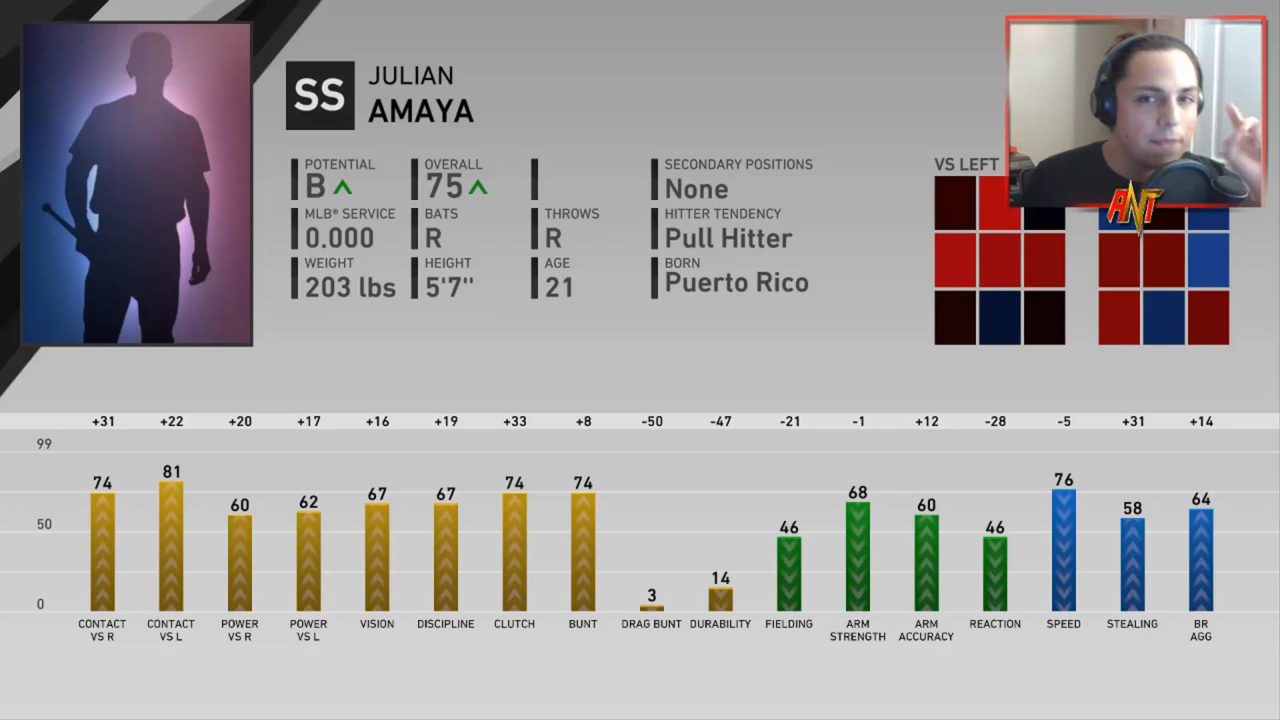 SS
JULIAN
AMAYA
POTENTIAL
B
OVERALL
75
SECONDARY POSITIONS
None
MLB® SERVICE
0.000
BATS
R
THROWS
R
HITTER TENDENCY
Pull Hitter
WEIGHT
203 lbs
HEIGHT
5'7"
AGE
21
BORN
Puerto Rico
VS LEFT
ANT
+31 +22 +20 +17 +16 +19 +33 +8 -50 -47 -21 -1 +12 -28 -5 +31 +14
99
50
0
74 81 60 62 67 67 74 74 3 14 46 68 60 46 76 58 64
CONTACT VS R
CONTACT VS L
POWER VS R
POWER VS L
VISION
DISCIPLINE
CLUTCH
BUNT
DRAG BUNT
DURABILITY
FIELDING
ARM STRENGTH
ARM ACCURACY
REACTION
SPEED
STEALING
BR AGG